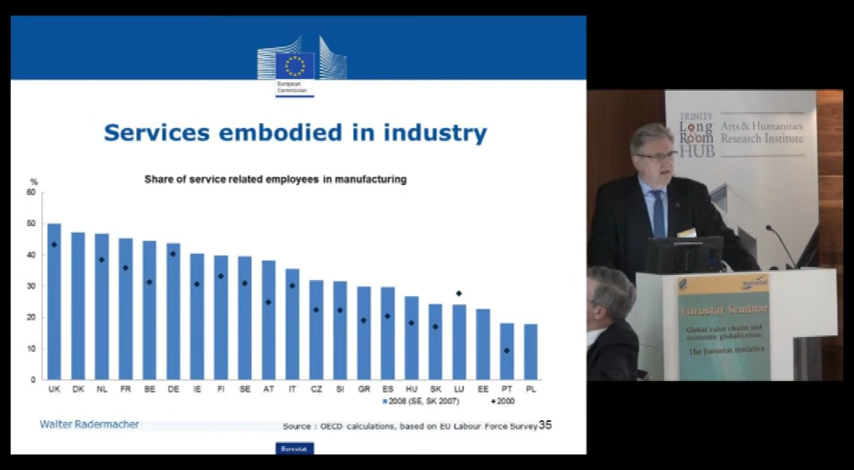 European
Commission
Services embodied in industry
Share of service related employees in manufacturing
%
60
50
40
30
20
10
0
UK DK NL FR BE DE IE FI SE AT IT CZ SI GR ES HU SK LU EE PT PL
2008 (SE, SK 2007) 2000
Walter Radermacher
Source : OECD calculations, based on EU Labour Force Survey 35
Eurostat
TRINITY
LONG
ROOM
HUB
Arts & Humanities
Research Institute
eurostat
Eurostat Seminar
Global value chains and
economic globalization
The Eurostat Initiative